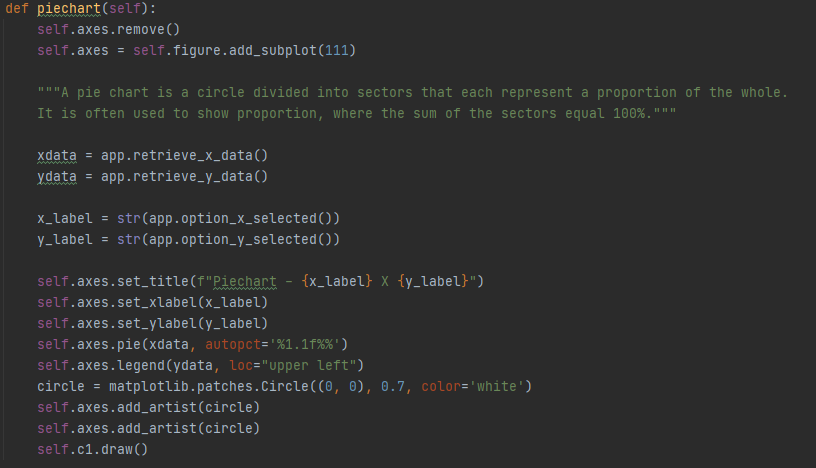 def piechart(self):
    self.axes.remove()
    self.axes = self.figure.add_subplot(111)

    """A pie chart is a circle divided into sectors that each represent a proportion of the whole.
    It is often used to show proportion, where the sum of the sectors equal 100%."""

    xdata = app.retrieve_x_data()
    ydata = app.retrieve_y_data()

    x_label = str(app.option_x_selected())
    y_label = str(app.option_y_selected())

    self.axes.set_title(f"Piechart - {x_label} X {y_label}")
    self.axes.set_xlabel(x_label)
    self.axes.set_ylabel(y_label)
    self.axes.pie(xdata, autopct='%1.1f%%')
    self.axes.legend(ydata, loc="upper left")
    circle = matplotlib.patches.Circle((0, 0), 0.7, color='white')
    self.axes.add_artist(circle)
    self.axes.add_artist(circle)
    self.c1.draw()